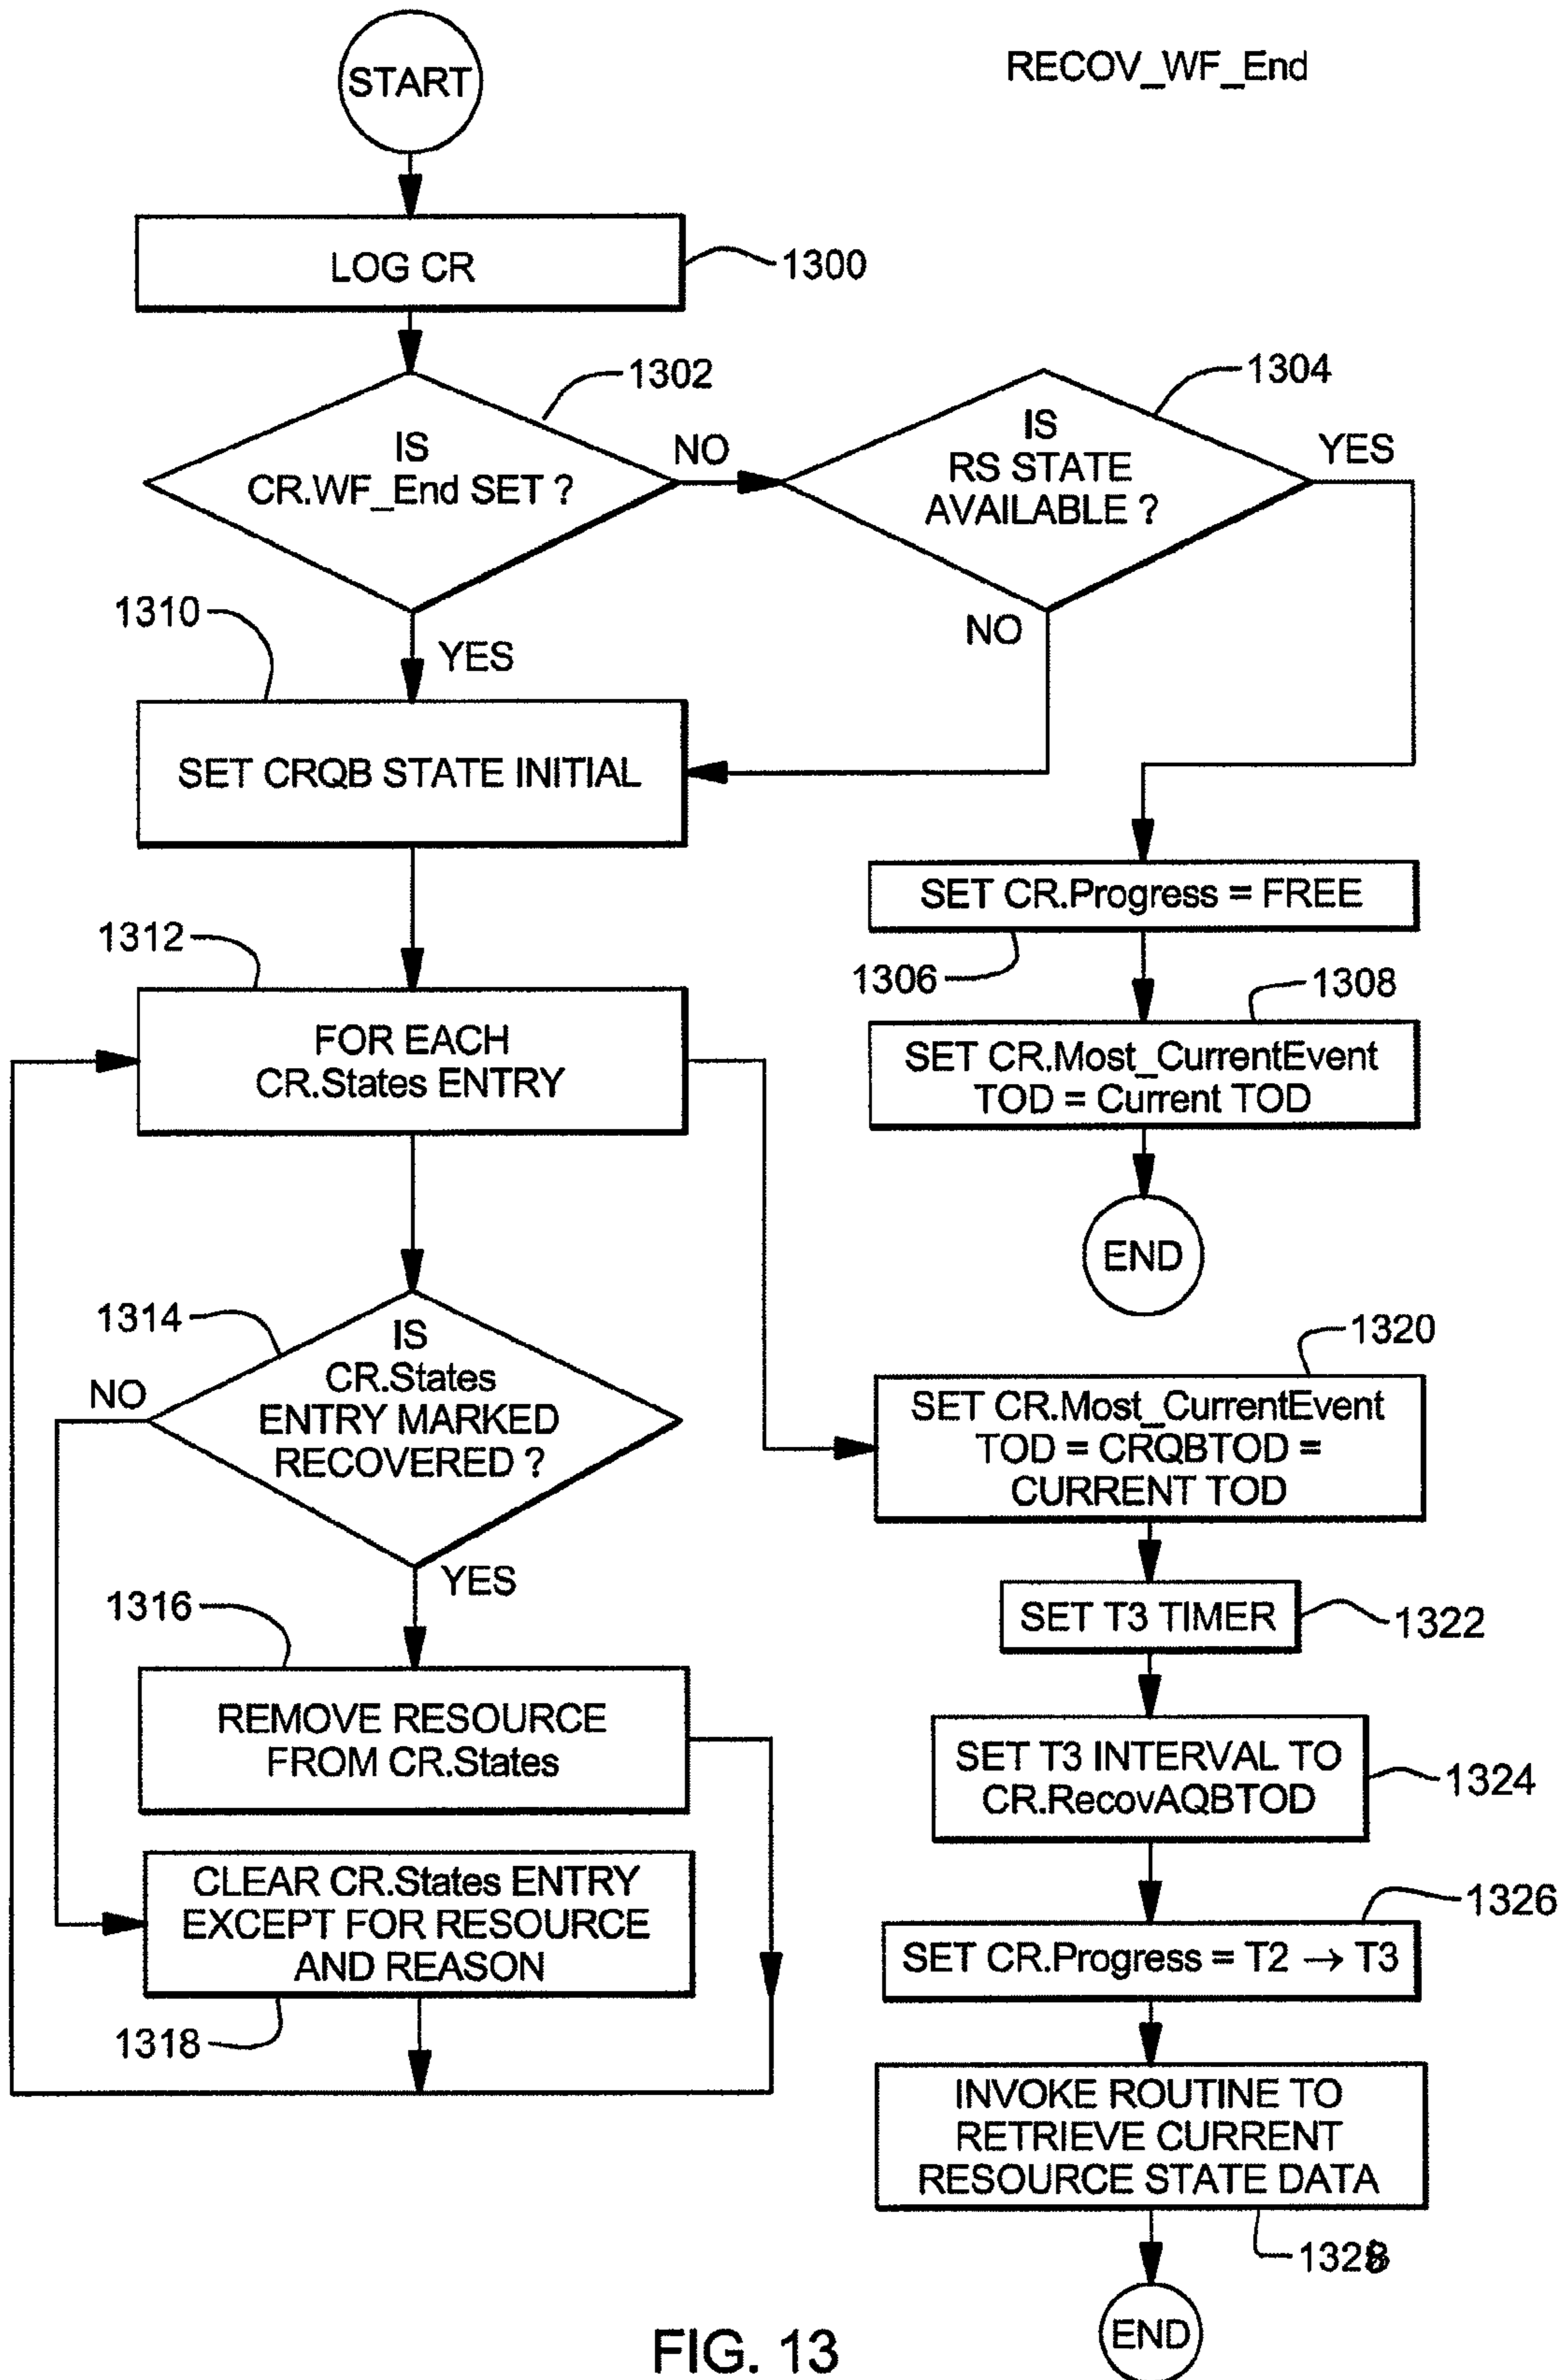 START
RECOV_WF_End
LOG CR
1300
1302
1304
IS
CR.WF_End SET ?
NO
IS
RS STATE
AVAILABLE ?
YES
1310
YES
NO
SET CRQB STATE INITIAL
SET CR.Progress = FREE
1306
1312
1308
FOR EACH
CR.States ENTRY
SET CR.Most_CurrentEvent
TOD = Current TOD
END
1314
IS
CR.States
ENTRY MARKED
RECOVERED ?
NO
YES
1320
SET CR.Most_CurrentEvent
TOD = CRQBTOD =
CURRENT TOD
1316
SET T3 TIMER
1322
REMOVE RESOURCE
FROM CR.States
SET T3 INTERVAL TO
CR.RecovAQBTOD
1324
CLEAR CR.States ENTRY
EXCEPT FOR RESOURCE
AND REASON
1326
SET CR.Progress = T2 → T3
1318
INVOKE ROUTINE TO
RETRIEVE CURRENT
RESOURCE STATE DATA
1328
END
FIG. 13